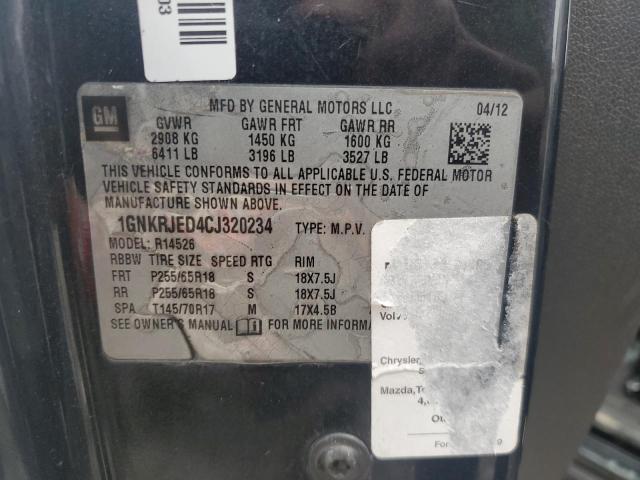 03
GM
MFD BY GENERAL MOTORS LLC 04/12
GVWR GAWR FRT GAWR RR
2908 KG 1450 KG 1600 KG
6411 LB 3196 LB 3527 LB
THIS VEHICLE CONFORMS TO ALL APPLICABLE U.S. FEDERAL MOTOR
VEHICLE SAFETY STANDARDS IN EFFECT ON THE DATE OF
MANUFACTURE SHOWN ABOVE.
1GNKRJED4CJ320234 TYPE: M.P.V.
MODEL: R14526
RBBW TIRE SIZE SPEED RTG RIM
FRT P255/65R18 S 18X7.5J
RR P255/65R18 S 18X7.5J
SPA T145/70R17 M 17X4.5B
SEE OWNER'S MANUAL FOR MORE INFORMA
Chrysler,
Mazda,
For 9